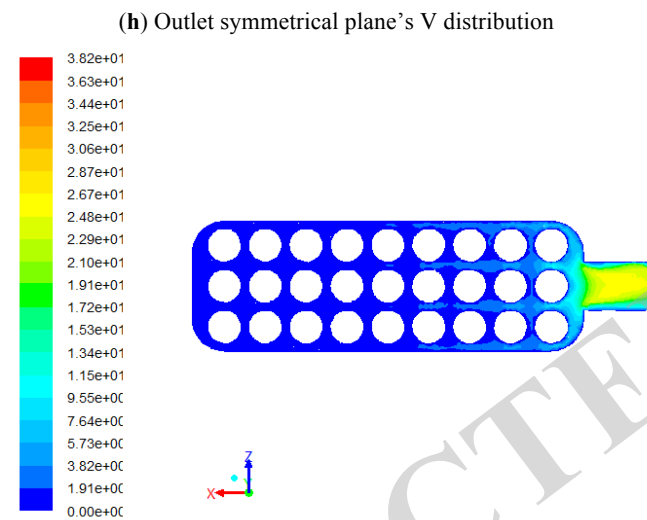 (h) Outlet symmetrical plane's V distribution
3.82e+01
3.63e+01
3.44e+01
3.25e+01
3.06e+01
2.87e+01
2.67e+01
2.48e+01
2.29e+01
2.10e+01
1.91e+01
1.72e+01
1.53e+01
1.34e+01
1.15e+01
9.55e+00
7.64e+00
5.73e+00
3.82e+00
1.91e+00
0.00e+00
Z
Y
X
CTE